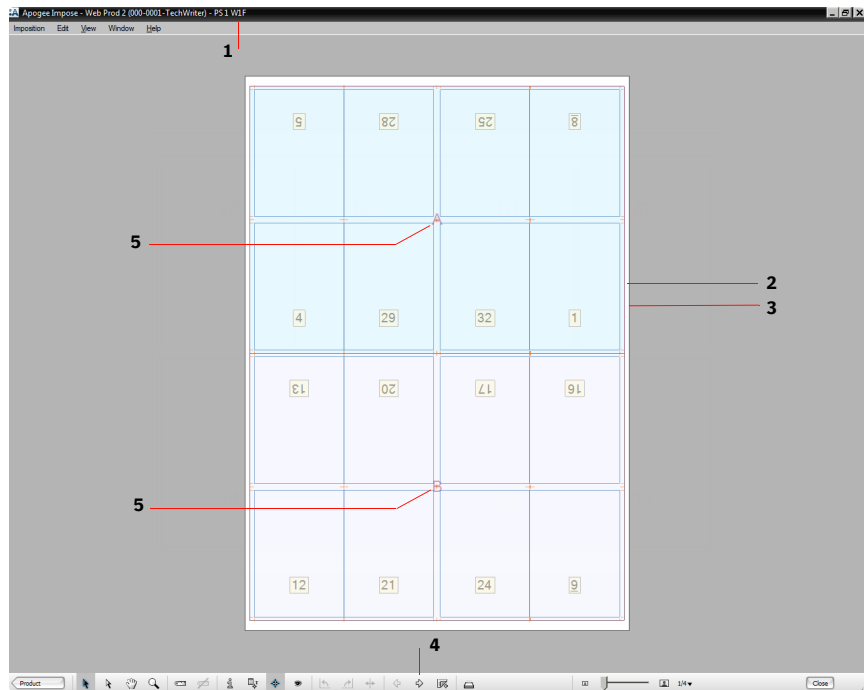 Apogee Impose - Web Prod 2 (000-0001-TechWriter) - PS 1 W1F
Imposition Edit View Window Help
1
5 28 25 8
5 A
2
3
4 29 32 1
13 20 17 16
5 B
12 21 24 9
4
Product 1/4 Close